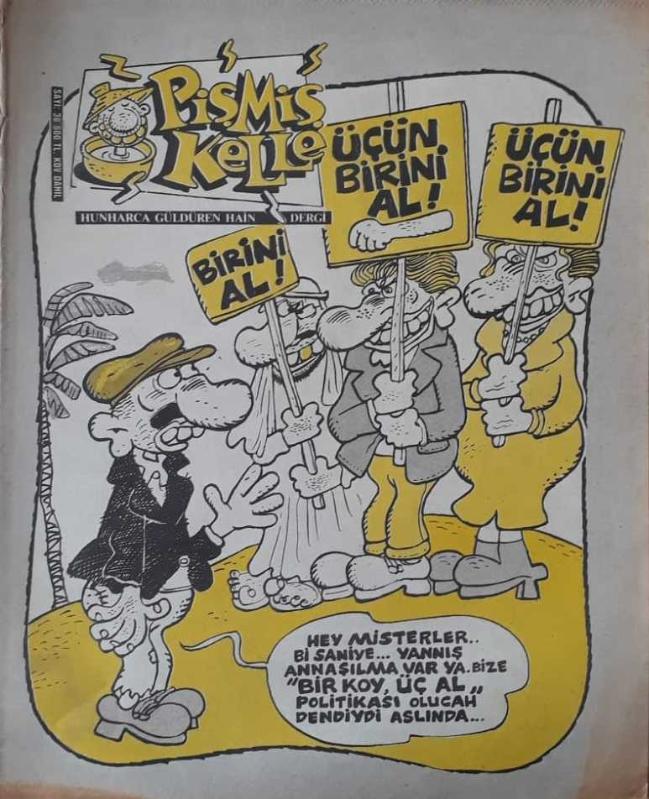 PİŞMİŞ
KELLE
HUNHARCA GÜLDÜREN HAİN DERGİ
ÜÇÜN
BİRİNİ
AL!
ÜÇÜN
BİRİNİ
AL!
BİRİNİ
AL!
HEY MİSTERLER..
Bİ SANİYE... YANNIŞ
ANNAŞILMA VAR YA. BİZE
"BİR KOY, ÜÇ AL„
POLİTİKASI OLUCAH
DENDİYDİ ASLINDA...